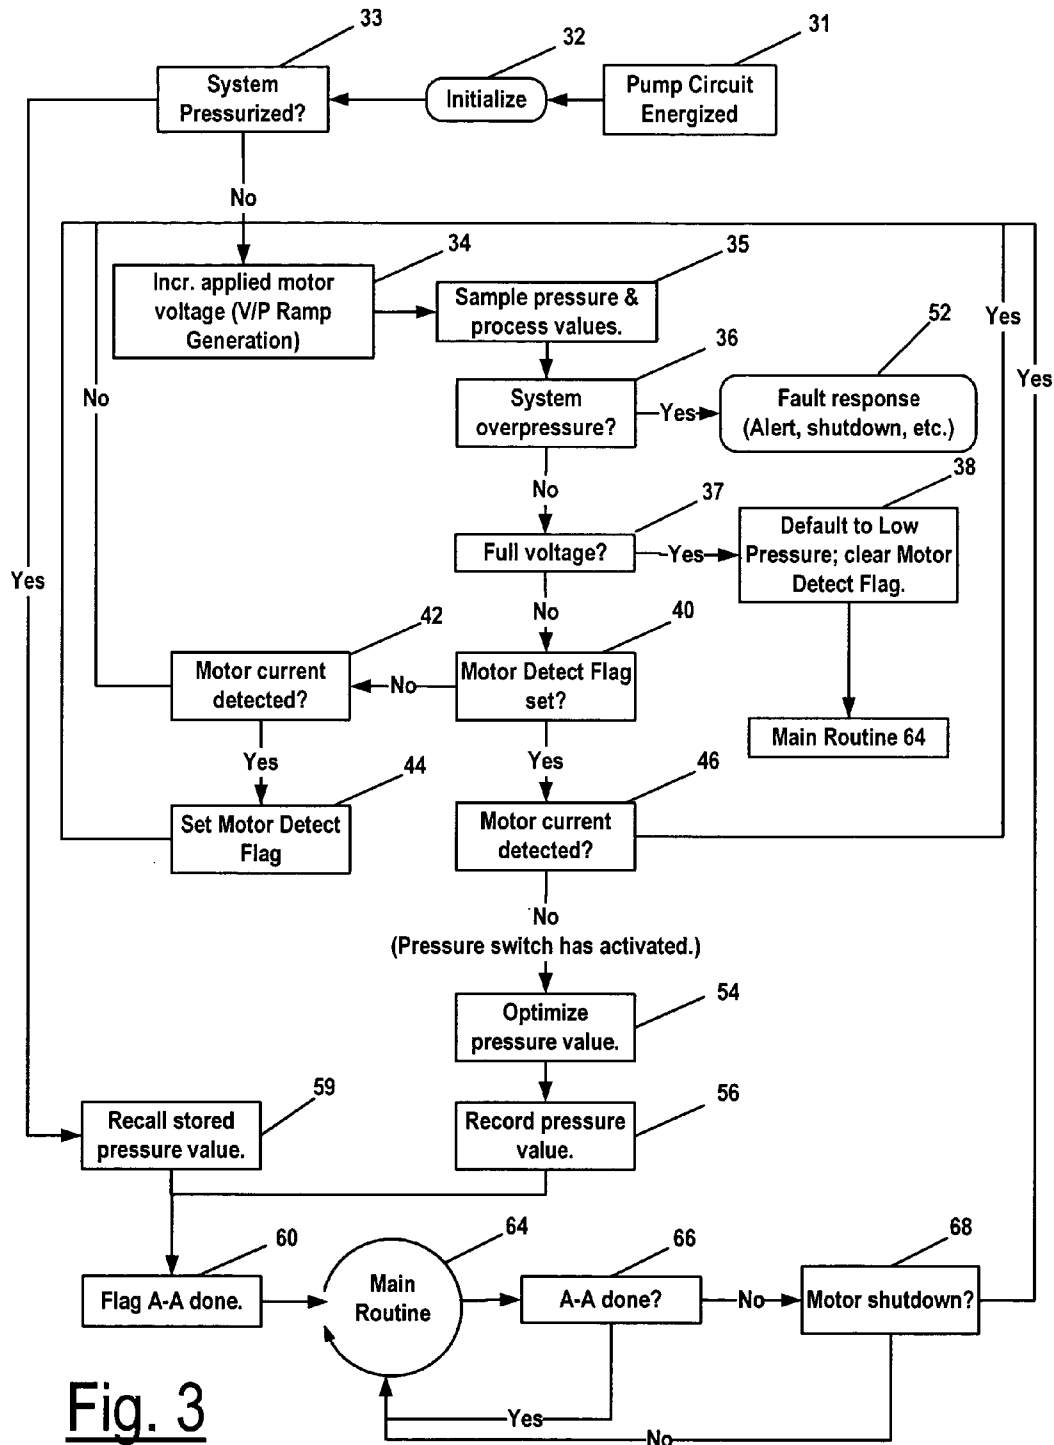 33
32
31
System
Pressurized?
Initialize
Pump Circuit
Energized
No
34
35
Incr. applied motor
voltage (V/P Ramp
Generation)
Sample pressure &
process values.
52
Yes
36
Yes
No
System
overpressure?
Yes
Fault response
(Alert, shutdown, etc.)
No
38
37
Full voltage?
Yes
Default to Low
Pressure; clear Motor
Detect Flag.
Yes
No
42
40
Motor current
detected?
No
Motor Detect Flag
set?
Main Routine 64
Yes
44
Yes
46
Set Motor Detect
Flag
Motor current
detected?
No
(Pressure switch has activated.)
54
Optimize
pressure value.
59
56
Recall stored
pressure value.
Record pressure
value.
60
64
66
68
Flag A-A done.
Main
Routine
A-A done?
No
Motor shutdown?
Yes
No
Fig. 3